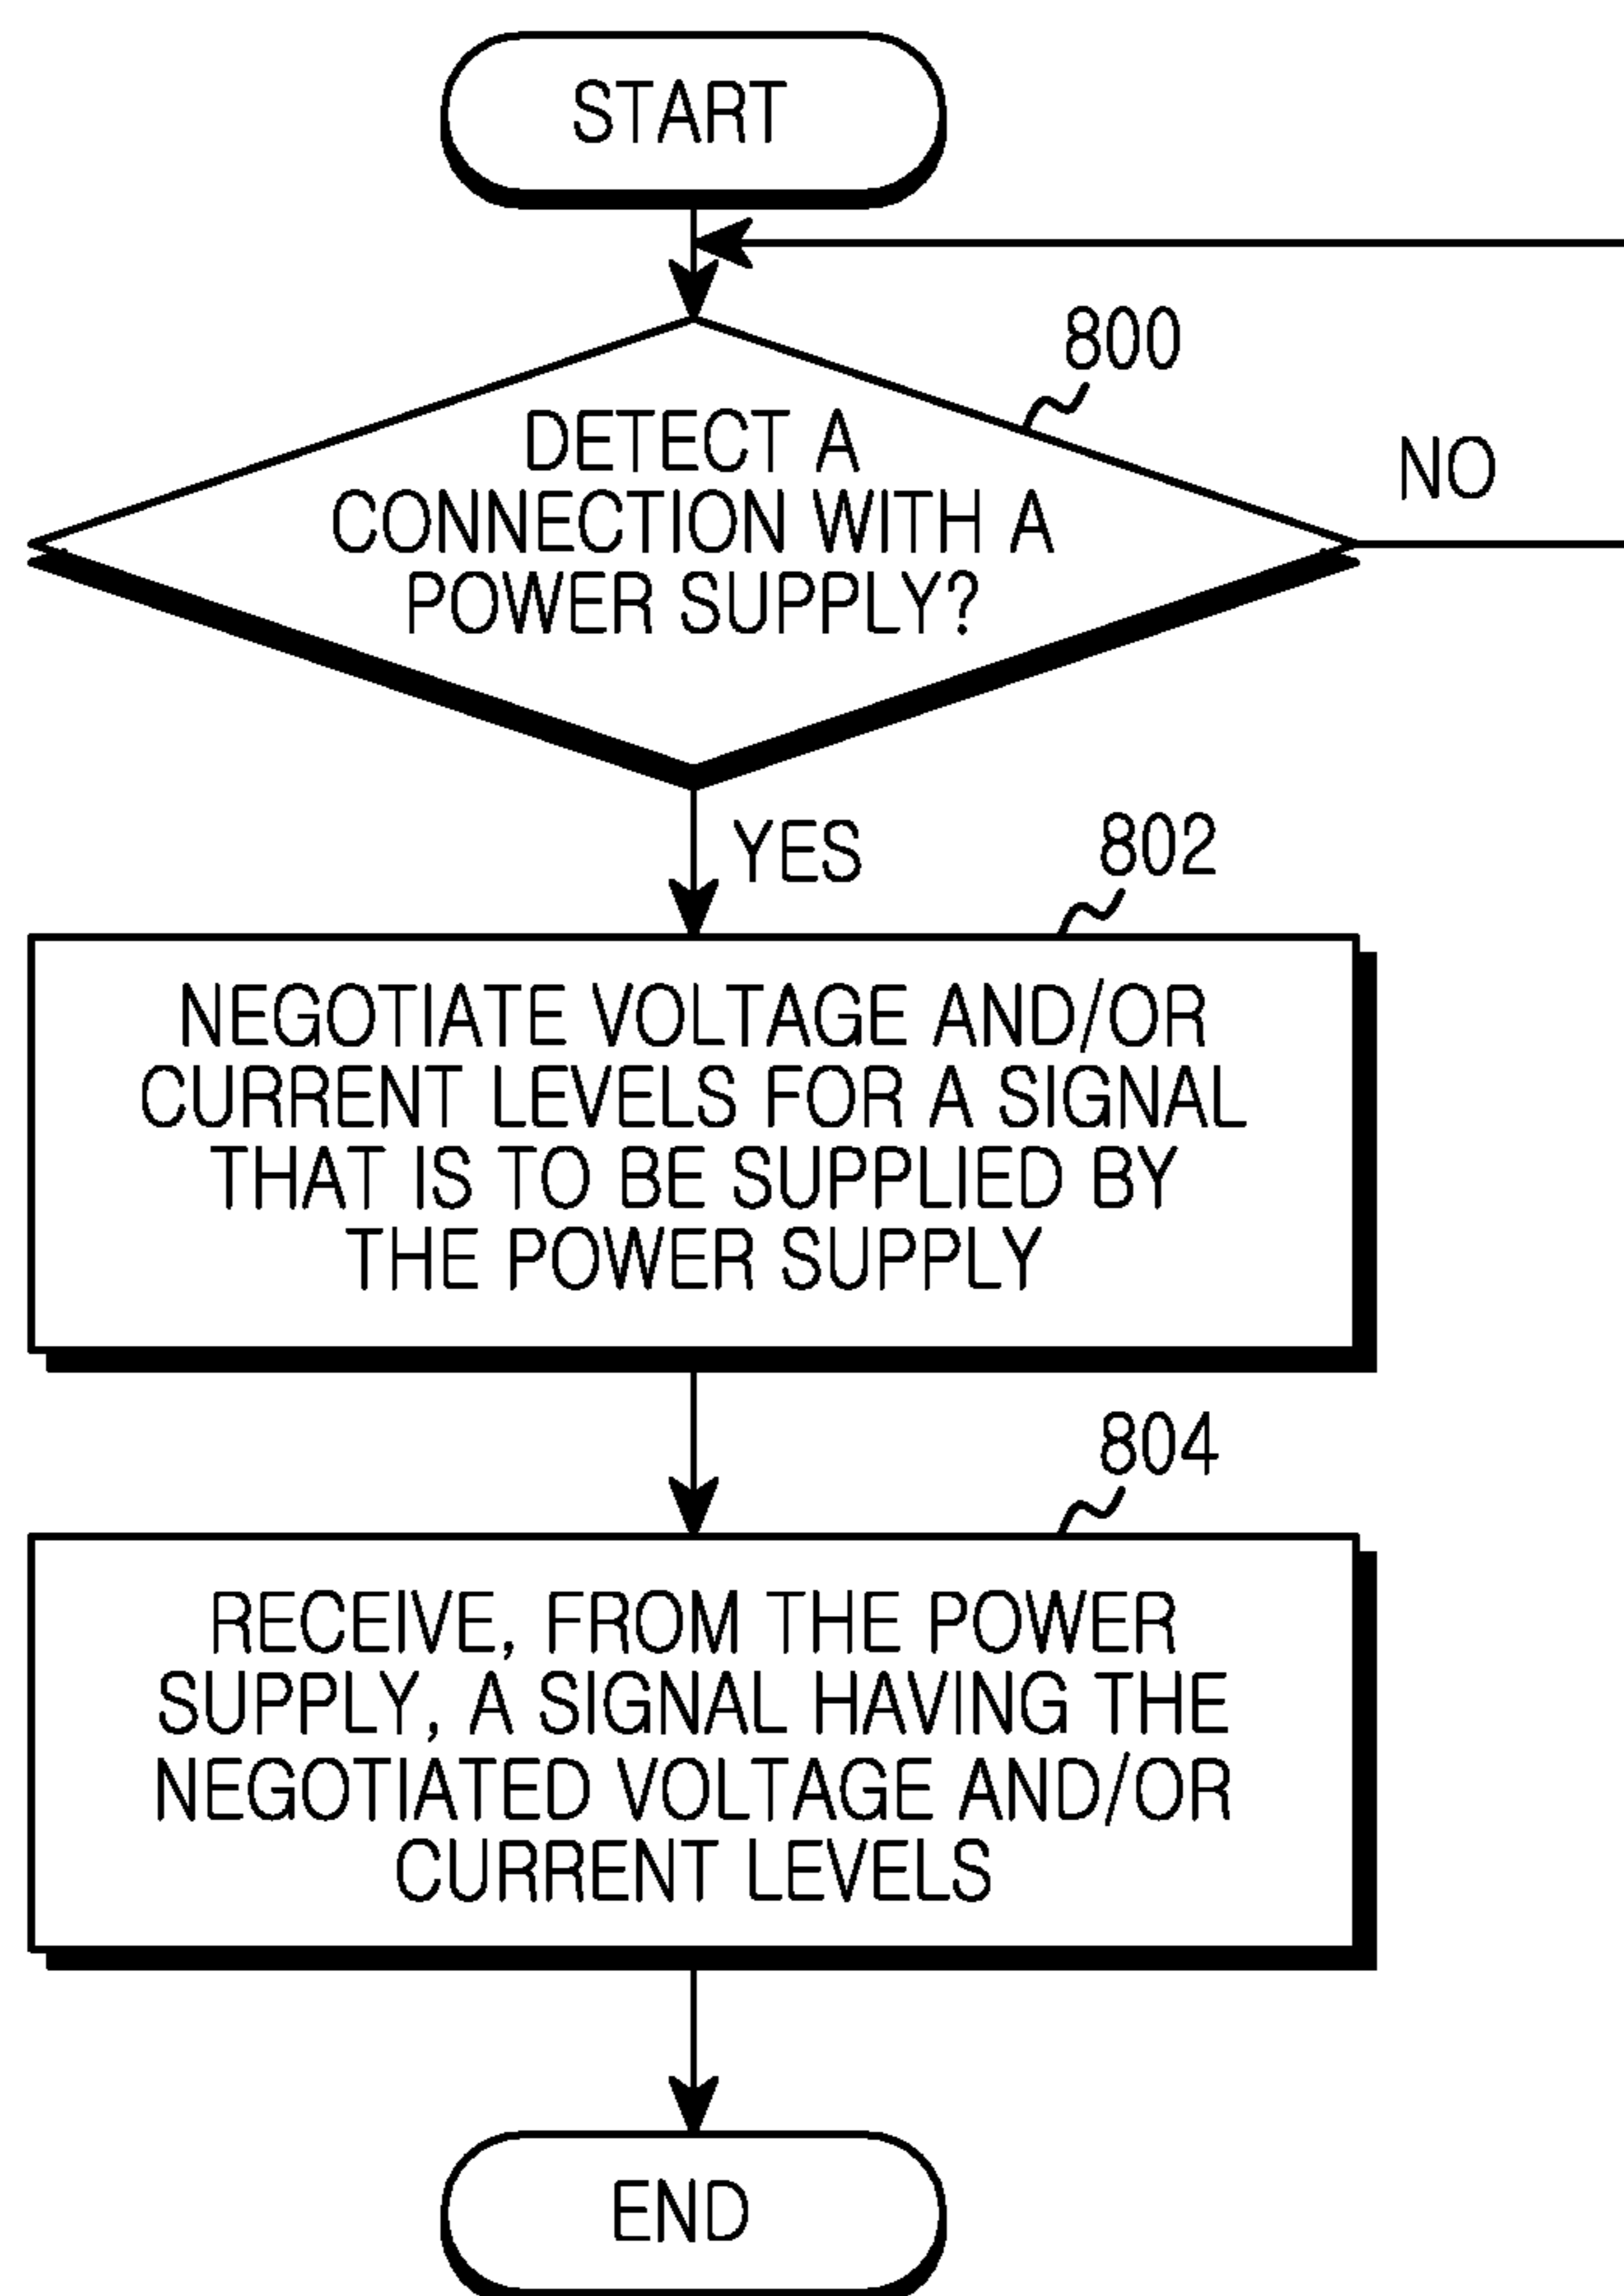 START
800
DETECT A
CONNECTION WITH A
POWER SUPPLY?
NO
YES
802
NEGOTIATE VOLTAGE AND/OR
CURRENT LEVELS FOR A SIGNAL
THAT IS TO BE SUPPLIED BY
THE POWER SUPPLY
804
RECEIVE, FROM THE POWER
SUPPLY, A SIGNAL HAVING THE
NEGOTIATED VOLTAGE AND/OR
CURRENT LEVELS
END